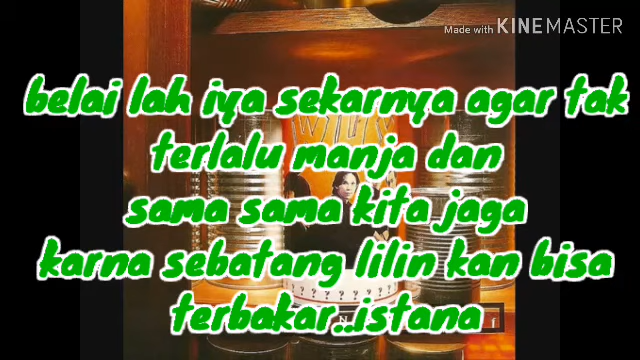 Made with KINEMASTER
belai lah iya sekarnya agar tak
terlalu manja dan
sama sama kita jaga
karna sebatang lilin kan bisa
terbakar..istana